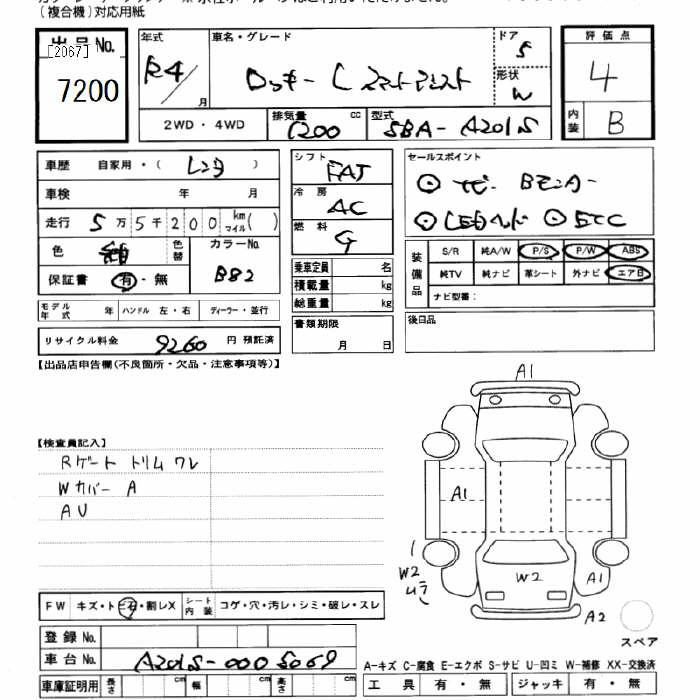 (複合機)対応用紙
出品No.
[2067]
7200
年式
R4/
月
車名・グレード
ロッキー L スマートアシスト
ドア
5
形状
W
2WD・4WD
排気量
1200
cc
型式
5BA-A201S
評価点
4
内装
B
車歴
自家用・(レンタ)
車検
年 月
走行
5万5千200 km マイル( )
色
紺
色替
カラーNo.
B82
保証書
有・無
モデル年式
年
ハンドル 左・右
ディーラー・並行
リサイクル料金
9260
円 預託済
シフト
FAT
冷房
AC
燃料
G
乗車定員
名
積載量
kg
総重量
kg
書類期限
月 日
セールスポイント
◎ ナビ
◎ LEDヘッド ◎ ETC
装備品
S/R 純A/W P/S P/W ABS
純TV 純ナビ 革シート 外ナビ エアB
ナビ型番:
後日品
【出品店申告欄(不良箇所・欠品・注意事項等)】
【検査員記入】
Rゲート トリム ワレ
W カバー A
AU
FW
キズ・トビ石・割レX
シート内装
コゲ・穴・汚レ・シミ・破レ・スレ
登録No.
車台No.
A201S-0005069
車庫証明用
長さ
cm
幅
cm
高さ
cm
A1
A1
W2
ムラ
W2
A1
A2
スペア
A-キズ C-腐食 E-エクボ S-サビ U-凹ミ W-補修 XX-交換済
工具
有・無
ジャッキ
有・無